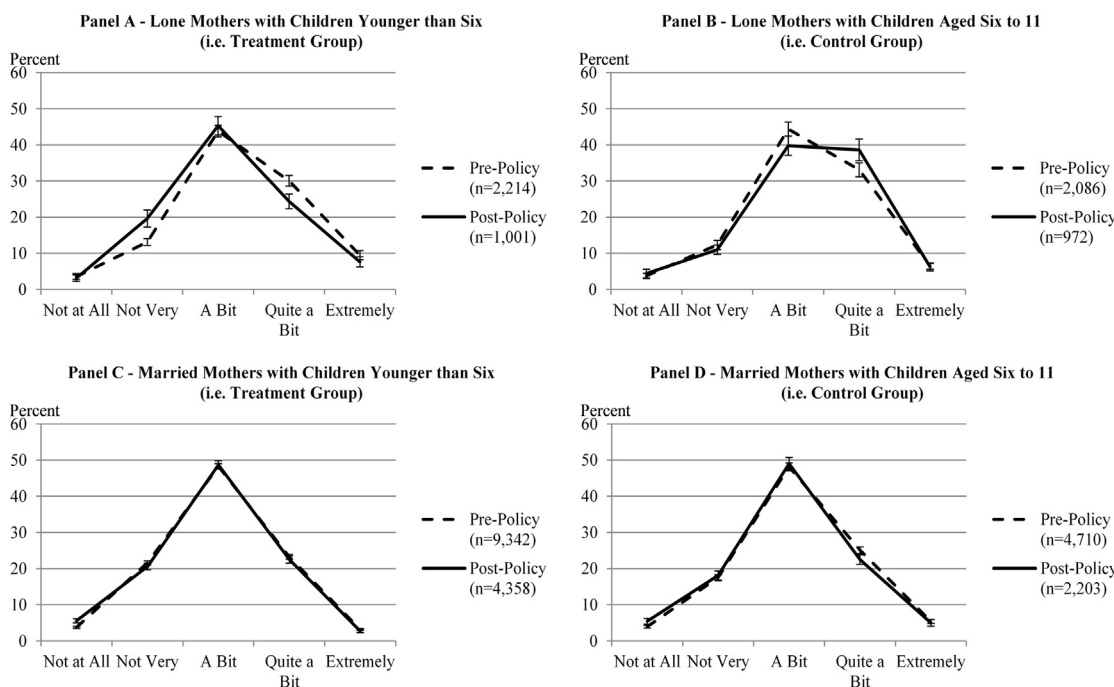 Panel A - Lone Mothers with Children Younger than Six
(i.e. Treatment Group)
Percent
60
50
40
30
20
10
0
Not at All
Not Very
A Bit
Quite a
Bit
Extremely
Pre-Policy
(n=2,214)
Post-Policy
(n=1,001)
Panel B - Lone Mothers with Children Aged Six to 11
(i.e. Control Group)
Percent
60
50
40
30
20
10
0
Not at All
Not Very
A Bit
Quite a
Bit
Extremely
Pre-Policy
(n=2,086)
Post-Policy
(n=972)
Panel C - Married Mothers with Children Younger than Six
(i.e. Treatment Group)
Percent
60
50
40
30
20
10
0
Not at All
Not Very
A Bit
Quite a
Bit
Extremely
Pre-Policy
(n=9,342)
Post-Policy
(n=4,358)
Panel D - Married Mothers with Children Aged Six to 11
(i.e. Control Group)
Percent
60
50
40
30
20
10
0
Not at All
Not Very
A Bit
Quite a
Bit
Extremely
Pre-Policy
(n=4,710)
Post-Policy
(n=2,203)